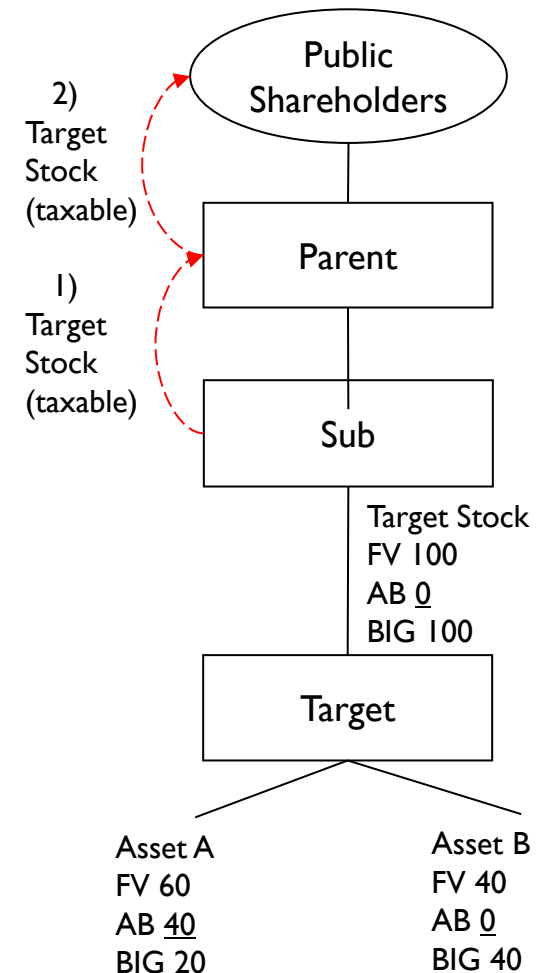 Public
Shareholders
2)
Target
Stock
(taxable)
Parent
1)
Target
Stock
(taxable)
Sub
Target Stock
FV 100
AB 0
BIG 100
Target
Asset A
FV 60
AB 40
BIG 20
Asset B
FV 40
AB 0
BIG 40